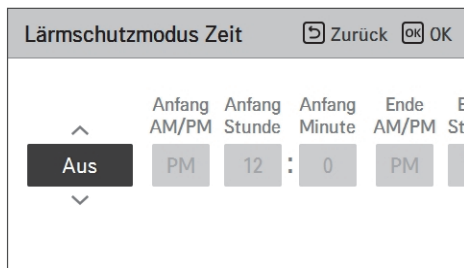 Lärmschutzmodus Zeit Zurück OK OK
Anfang Anfang Anfang Ende
AM/PM Stunde Minute AM/PM
Aus PM 12 : 0 PM